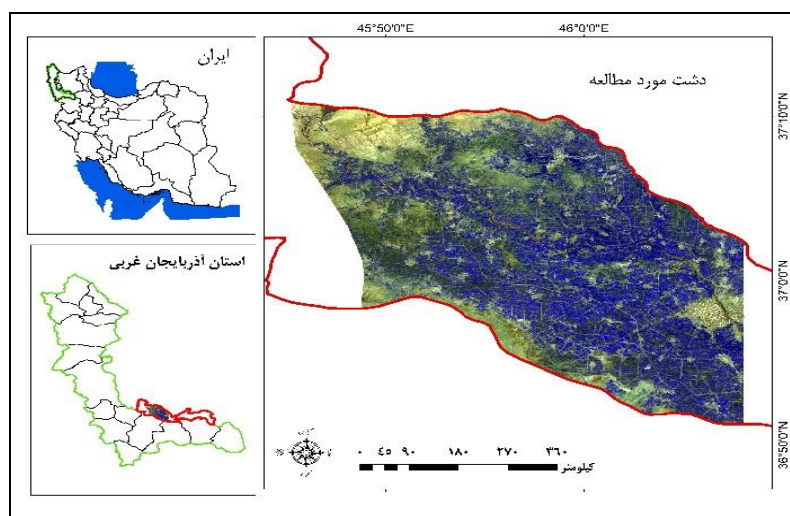 ایران
استان آذربایجان غربی
45°50'0"E 46°0'0"E
دشت مورد مطالعه
37°10'0"N
37°0'0"N
36°50'0"N
۰ ۴۵ ۹۰ ۱۸۰ ۲۷۰ ۳۶۰
کیلومتر